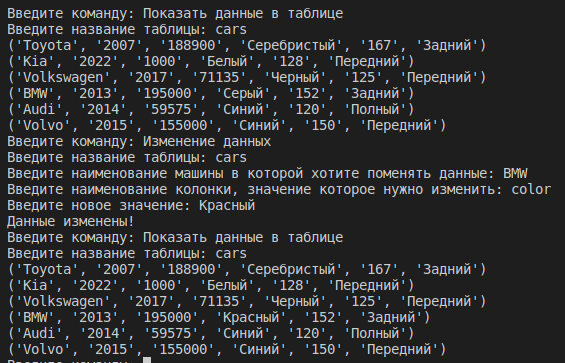 Введите команду: Показать данные в таблице
Введите название таблицы: cars
('Toyota', '2007', '188900', 'Серебристый', '167', 'Задний')
('Kia', '2022', '1000', 'Белый', '128', 'Передний')
('Volkswagen', '2017', '71135', 'Черный', '125', 'Передний')
('BMW', '2013', '195000', 'Серый', '152', 'Задний')
('Audi', '2014', '59575', 'Синий', '120', 'Полный')
('Volvo', '2015', '155000', 'Синий', '150', 'Передний')
Введите команду: Изменение данных
Введите название таблицы: cars
Введите наименование машины в которой хотите поменять данные: BMW
Введите наименование колонки, значение которое нужно изменить: color
Введите новое значение: Красный
Данные изменены!
Введите команду: Показать данные в таблице
Введите название таблицы: cars
('Toyota', '2007', '188900', 'Серебристый', '167', 'Задний')
('Kia', '2022', '1000', 'Белый', '128', 'Передний')
('Volkswagen', '2017', '71135', 'Черный', '125', 'Передний')
('BMW', '2013', '195000', 'Красный', '152', 'Задний')
('Audi', '2014', '59575', 'Синий', '120', 'Полный')
('Volvo', '2015', '155000', 'Синий', '150', 'Передний')